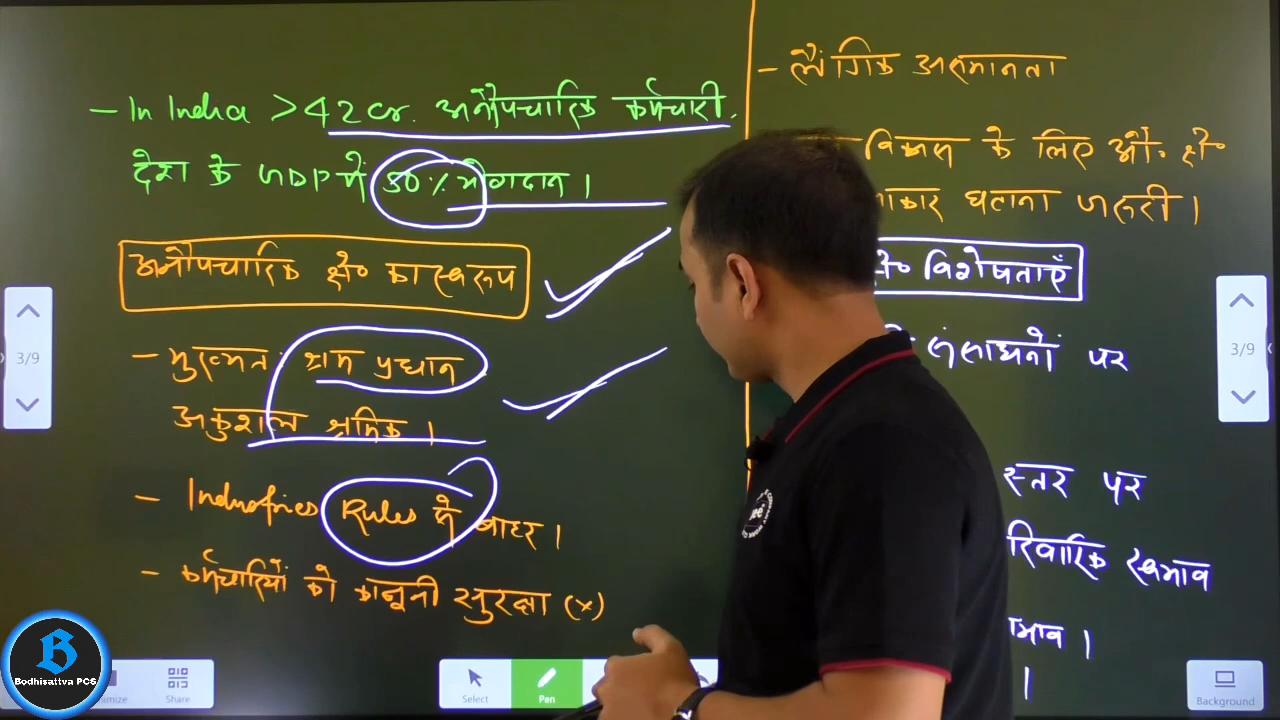 - In India > 42 cr. अनौपचारिक कर्मचारी.
देश के GDP में 50% योगदान ।
अनौपचारिक क्षे० का स्वरुप
- मुख्यतः श्रम प्रधान
अकुशल श्रमिक ।
- Industries Rules से बाहर ।
- कर्मचारियों को कानूनी सुरक्षा (x)
- लैंगिक असमानता
विकास के लिए औ० क्षे०
आकार घटाना जरुरी ।
क्षे० विशेषताएँ
संसाधनों पर
स्तर पर
रिवारिक स्वभाव
भाव ।
।
3/9
3/9
Share
Select
Pen
Background
B
Bodhisattva PCS